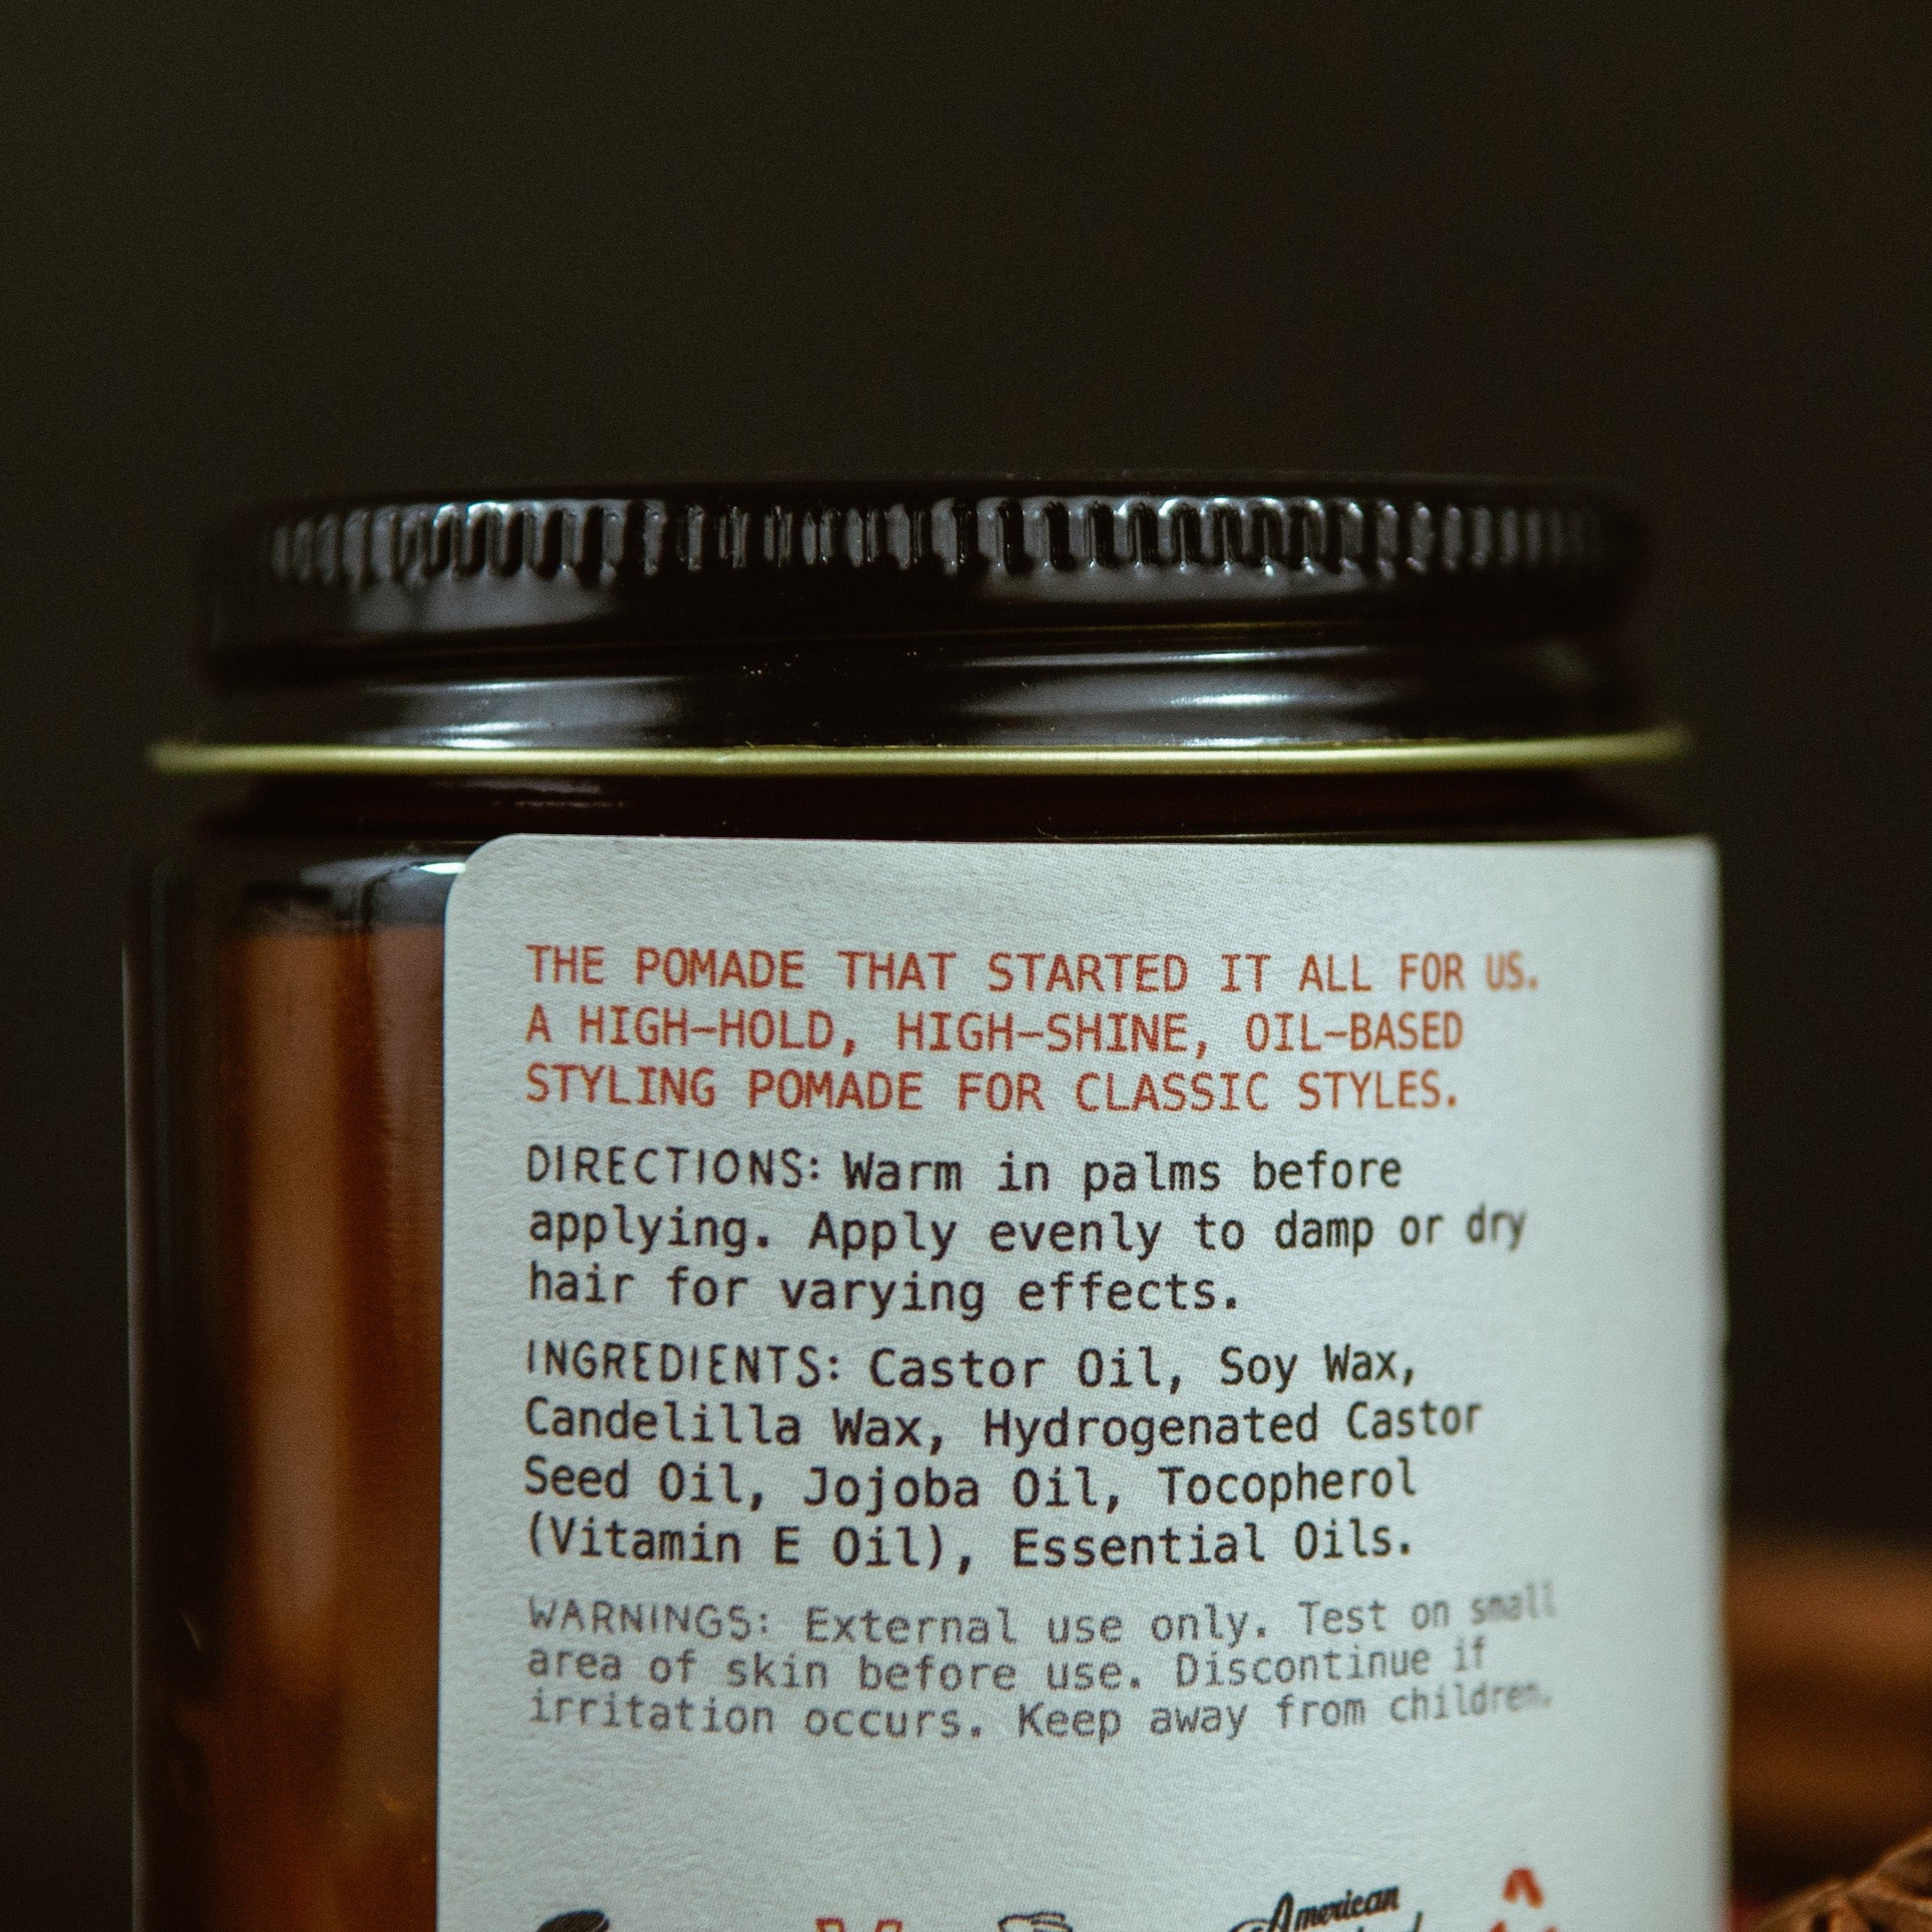 THE POMADE THAT STARTED IT ALL FOR US.
A HIGH-HOLD, HIGH-SHINE, OIL-BASED
STYLING POMADE FOR CLASSIC STYLES.
DIRECTIONS: Warm in palms before
applying. Apply evenly to damp or dry
hair for varying effects.
INGREDIENTS: Castor Oil, Soy Wax,
Candelilla Wax, Hydrogenated Castor
Seed Oil, Jojoba Oil, Tocopherol
(Vitamin E Oil), Essential Oils.
WARNINGS: External use only. Test on small
area of skin before use. Discontinue if
irritation occurs. Keep away from children.
American